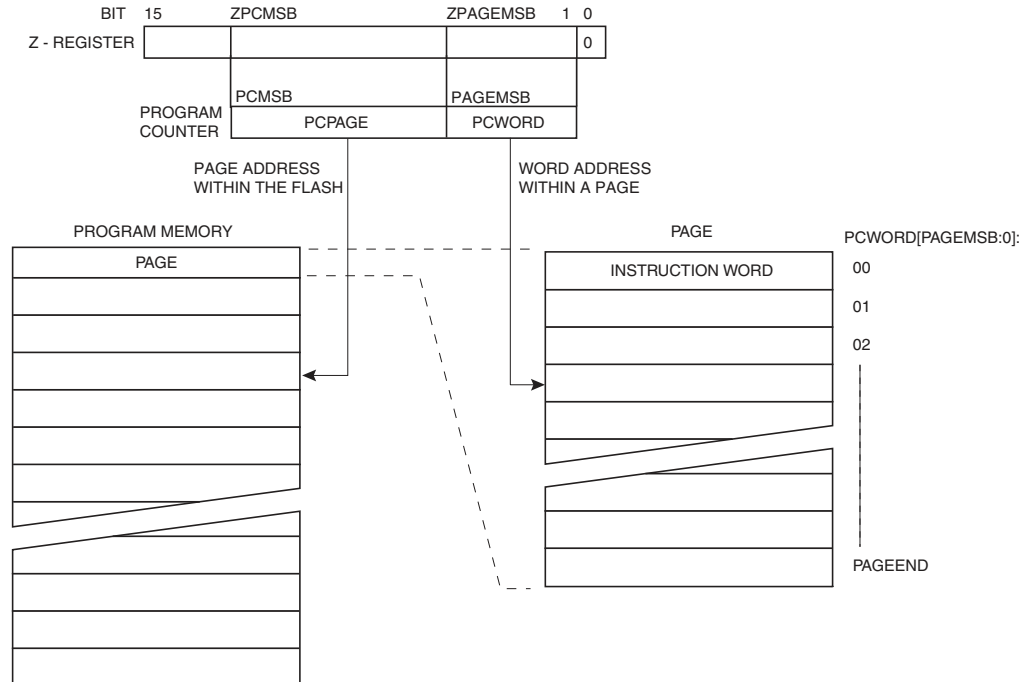 BIT 15 ZPCMSB ZPAGEMSB 1 0
Z - REGISTER 0
PCMSB PAGEMSB
PROGRAM
COUNTER
PCPAGE PCWORD
PAGE ADDRESS
WITHIN THE FLASH
WORD ADDRESS
WITHIN A PAGE
PROGRAM MEMORY
PAGE
PAGE
PCWORD[PAGEMSB:0]:
INSTRUCTION WORD
00
01
02
PAGEEND